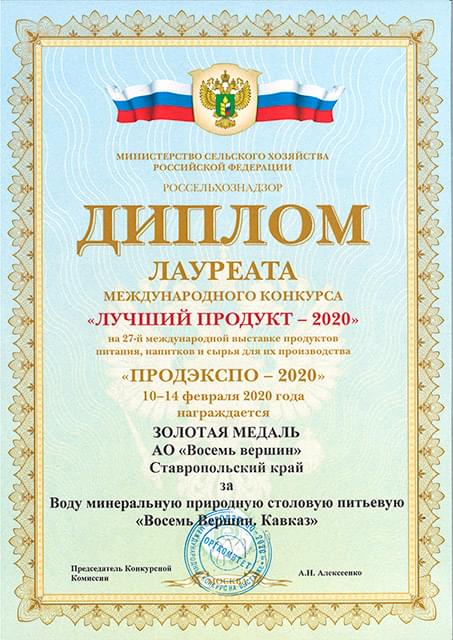 МИНИСТЕРСТВО СЕЛЬСКОГО ХОЗЯЙСТВА
РОССИЙСКОЙ ФЕДЕРАЦИИ
РОССЕЛЬХОЗНАДЗОР
ДИПЛОМ
ЛАУРЕАТА
МЕЖДУНАРОДНОГО КОНКУРСА
«ЛУЧШИЙ ПРОДУКТ – 2020»
на 27-й международной выставке продуктов
питания, напитков и сырья для их производства
«ПРОДЭКСПО – 2020»
10–14 февраля 2020 года
награждается
ЗОЛОТАЯ МЕДАЛЬ
АО «Восемь вершин»
Ставропольский край
за
Воду минеральную природную столовую питьевую
«Восемь Вершин. Кавказ»
ОРГКОМИТЕТ
МОСКВА
Председатель Конкурсной
Комиссии
А.Н. Алексеенко